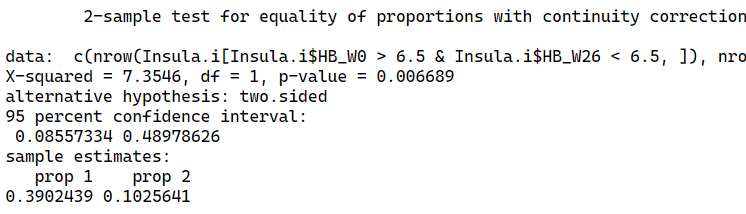 2-sample test for equality of proportions with continuity correction
data:  c(nrow(Insula.i[Insula.i$HB_W0 > 6.5 & Insula.i$HB_W26 < 6.5, ]), nro
X-squared = 7.3546, df = 1, p-value = 0.006689
alternative hypothesis: two.sided
95 percent confidence interval:
0.08557334 0.48978626
sample estimates:
prop 1    prop 2
0.3902439 0.1025641